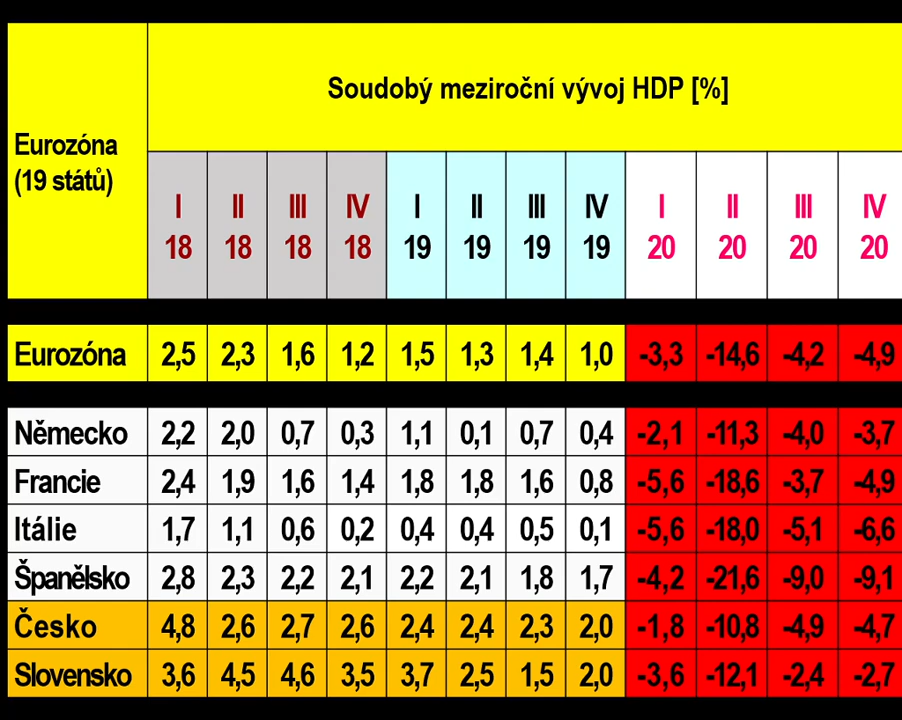 Eurozóna
(19 států)
Soudobý meziroční vývoj HDP [%]
I II III IV I II III IV I II III IV
18 18 18 18 19 19 19 19 20 20 20 20
Eurozóna 2,5 2,3 1,6 1,2 1,5 1,3 1,4 1,0 -3,3 -14,6 -4,2 -4,9
Německo 2,2 2,0 0,7 0,3 1,1 0,1 0,7 0,4 -2,1 -11,3 -4,0 -3,7
Francie 2,4 1,9 1,6 1,4 1,8 1,8 1,6 0,8 -5,6 -18,6 -3,7 -4,9
Itálie 1,7 1,1 0,6 0,2 0,4 0,4 0,5 0,1 -5,6 -18,0 -5,1 -6,6
Španělsko 2,8 2,3 2,2 2,1 2,2 2,1 1,8 1,7 -4,2 -21,6 -9,0 -9,1
Česko 4,8 2,6 2,7 2,6 2,4 2,4 2,3 2,0 -1,8 -10,8 -4,9 -4,7
Slovensko 3,6 4,5 4,6 3,5 3,7 2,5 1,5 2,0 -3,6 -12,1 -2,4 -2,7